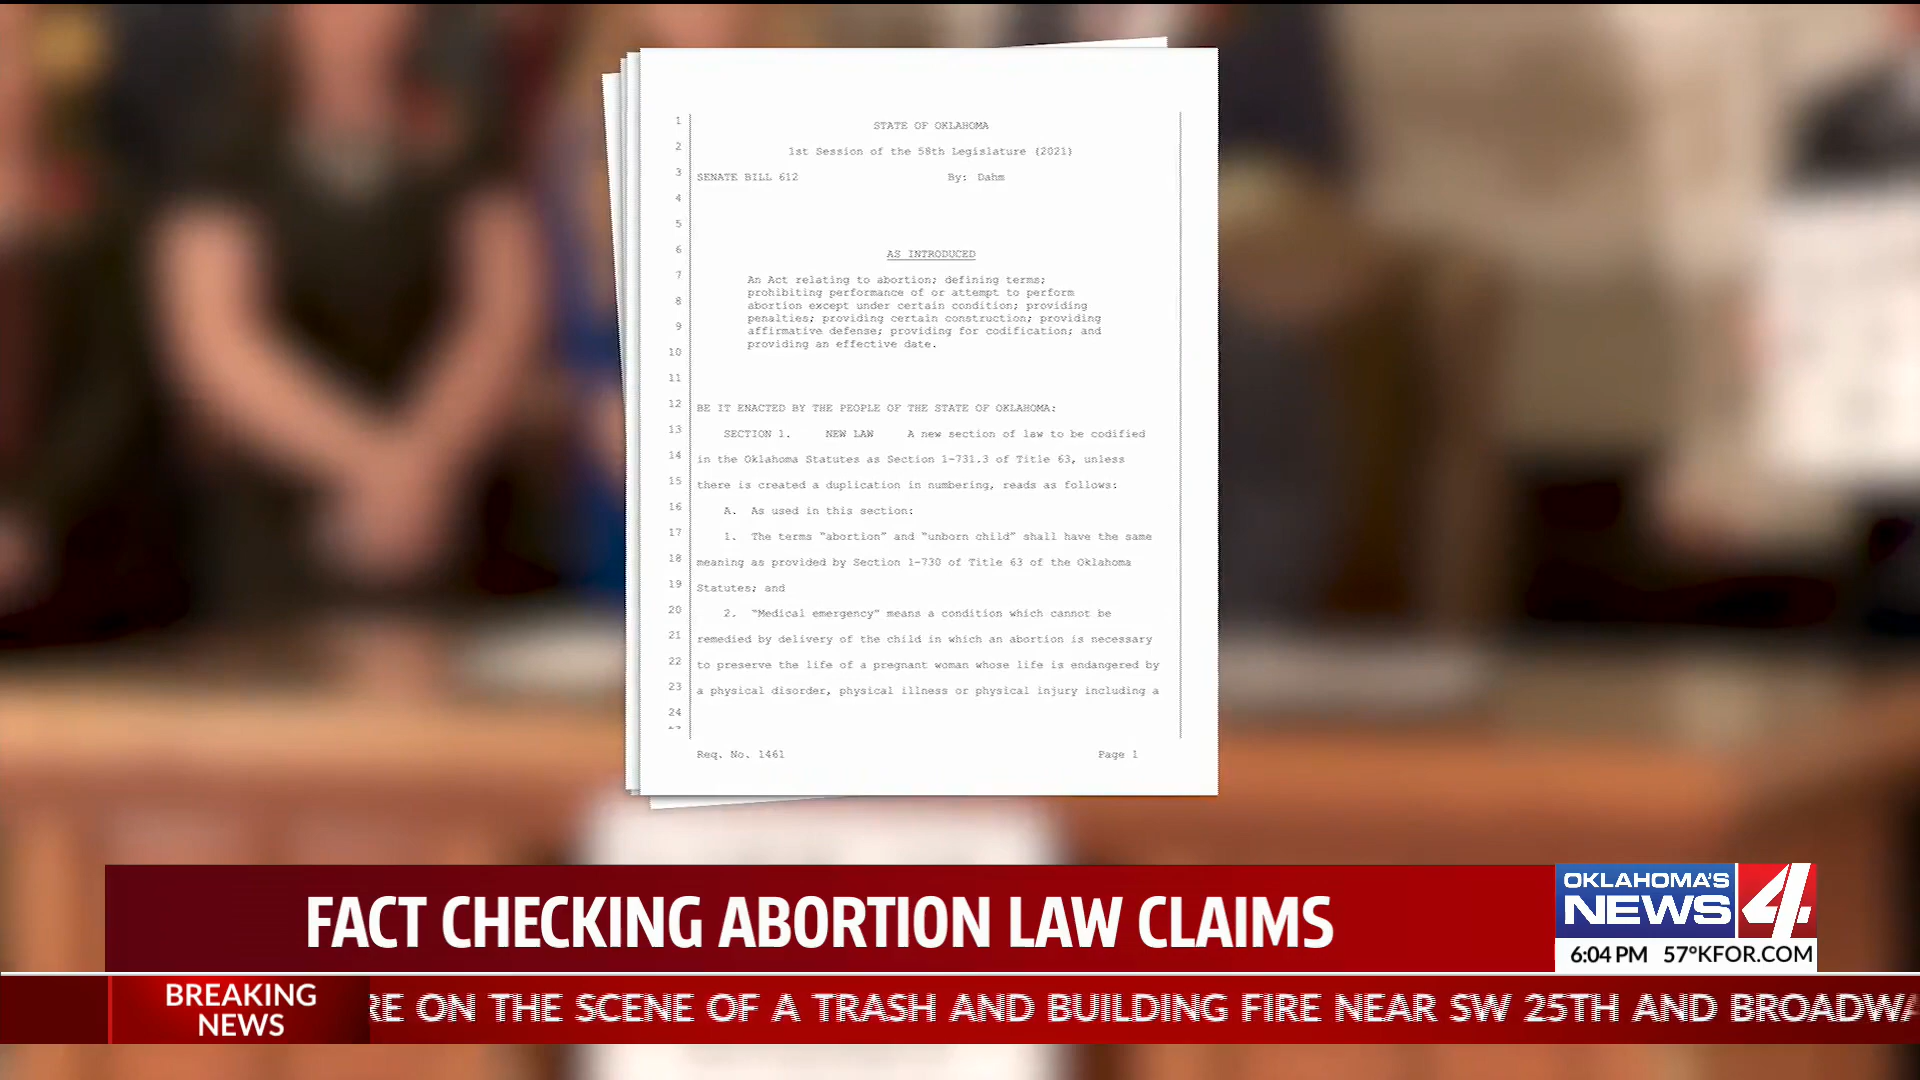 1 STATE OF OKLAHOMA
2 1st Session of the 58th Legislature (2021)
3 SENATE BILL 612 By: Dahm
4
5
6 AS INTRODUCED
7 An Act relating to abortion; defining terms;
prohibiting performance of or attempt to perform
8 abortion except under certain condition; providing
penalties; providing certain construction; providing
9 affirmative defense; providing for codification; and
providing an effective date.
10
11
12 BE IT ENACTED BY THE PEOPLE OF THE STATE OF OKLAHOMA:
13 SECTION 1. NEW LAW A new section of law to be codified
14 in the Oklahoma Statutes as Section 1-731.3 of Title 63, unless
15 there is created a duplication in numbering, reads as follows:
16 A. As used in this section:
17 1. The terms “abortion” and “unborn child” shall have the same
18 meaning as provided by Section 1-730 of Title 63 of the Oklahoma
19 Statutes; and
20 2. “Medical emergency” means a condition which cannot be
21 remedied by delivery of the child in which an abortion is necessary
22 to preserve the life of a pregnant woman whose life is endangered by
23 a physical disorder, physical illness or physical injury including a
24
Req. No. 1461 Page 1
FACT CHECKING ABORTION LAW CLAIMS
OKLAHOMA'S
NEWS 4
6:04 PM 57° KFOR.COM
BREAKING
NEWS
RE ON THE SCENE OF A TRASH AND BUILDING FIRE NEAR SW 25TH AND BROADWA